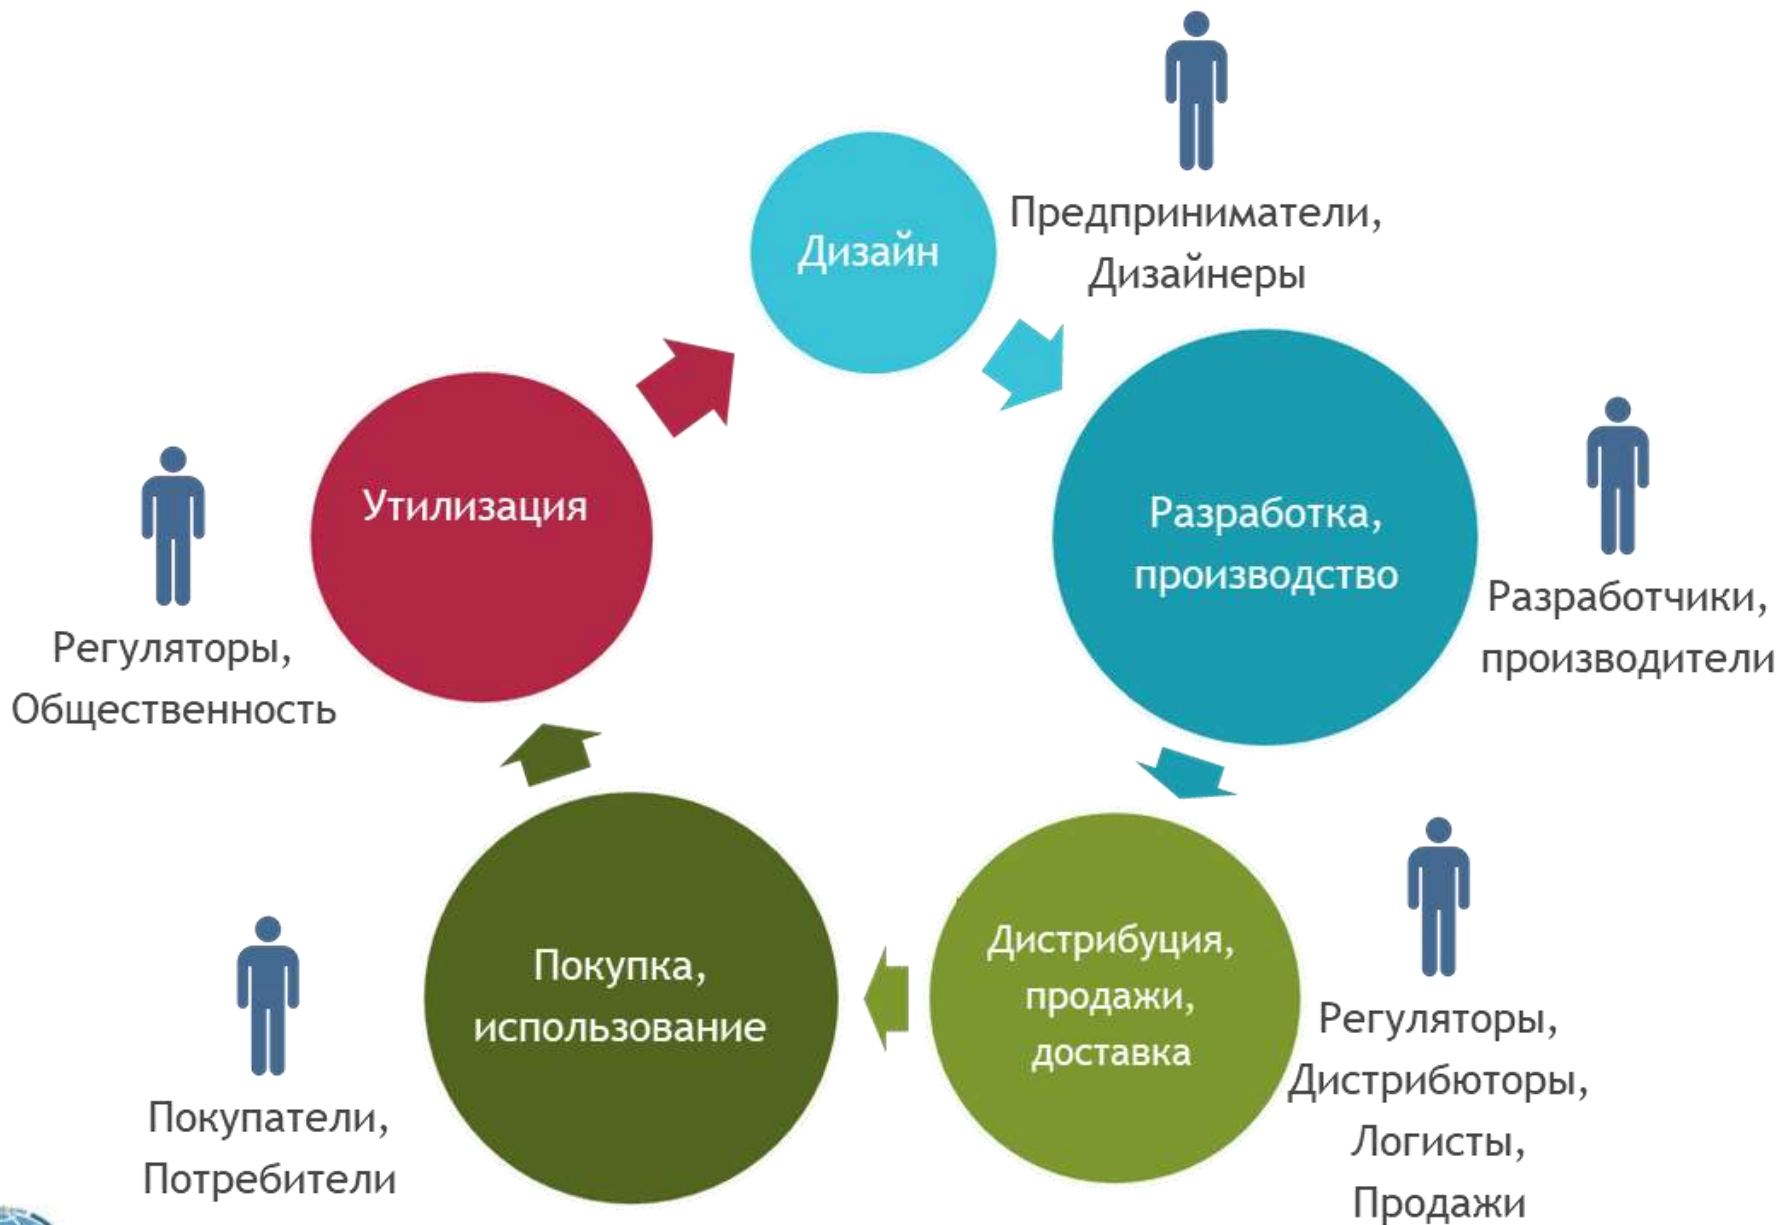 Дизайн
Предприниматели,
Дизайнеры
Разработка,
производство
Разработчики,
производители
Дистрибуция,
продажи,
доставка
Регуляторы,
Дистрибюторы,
Логисты,
Продажи
Покупка,
использование
Покупатели,
Потребители
Утилизация
Регуляторы,
Общественность